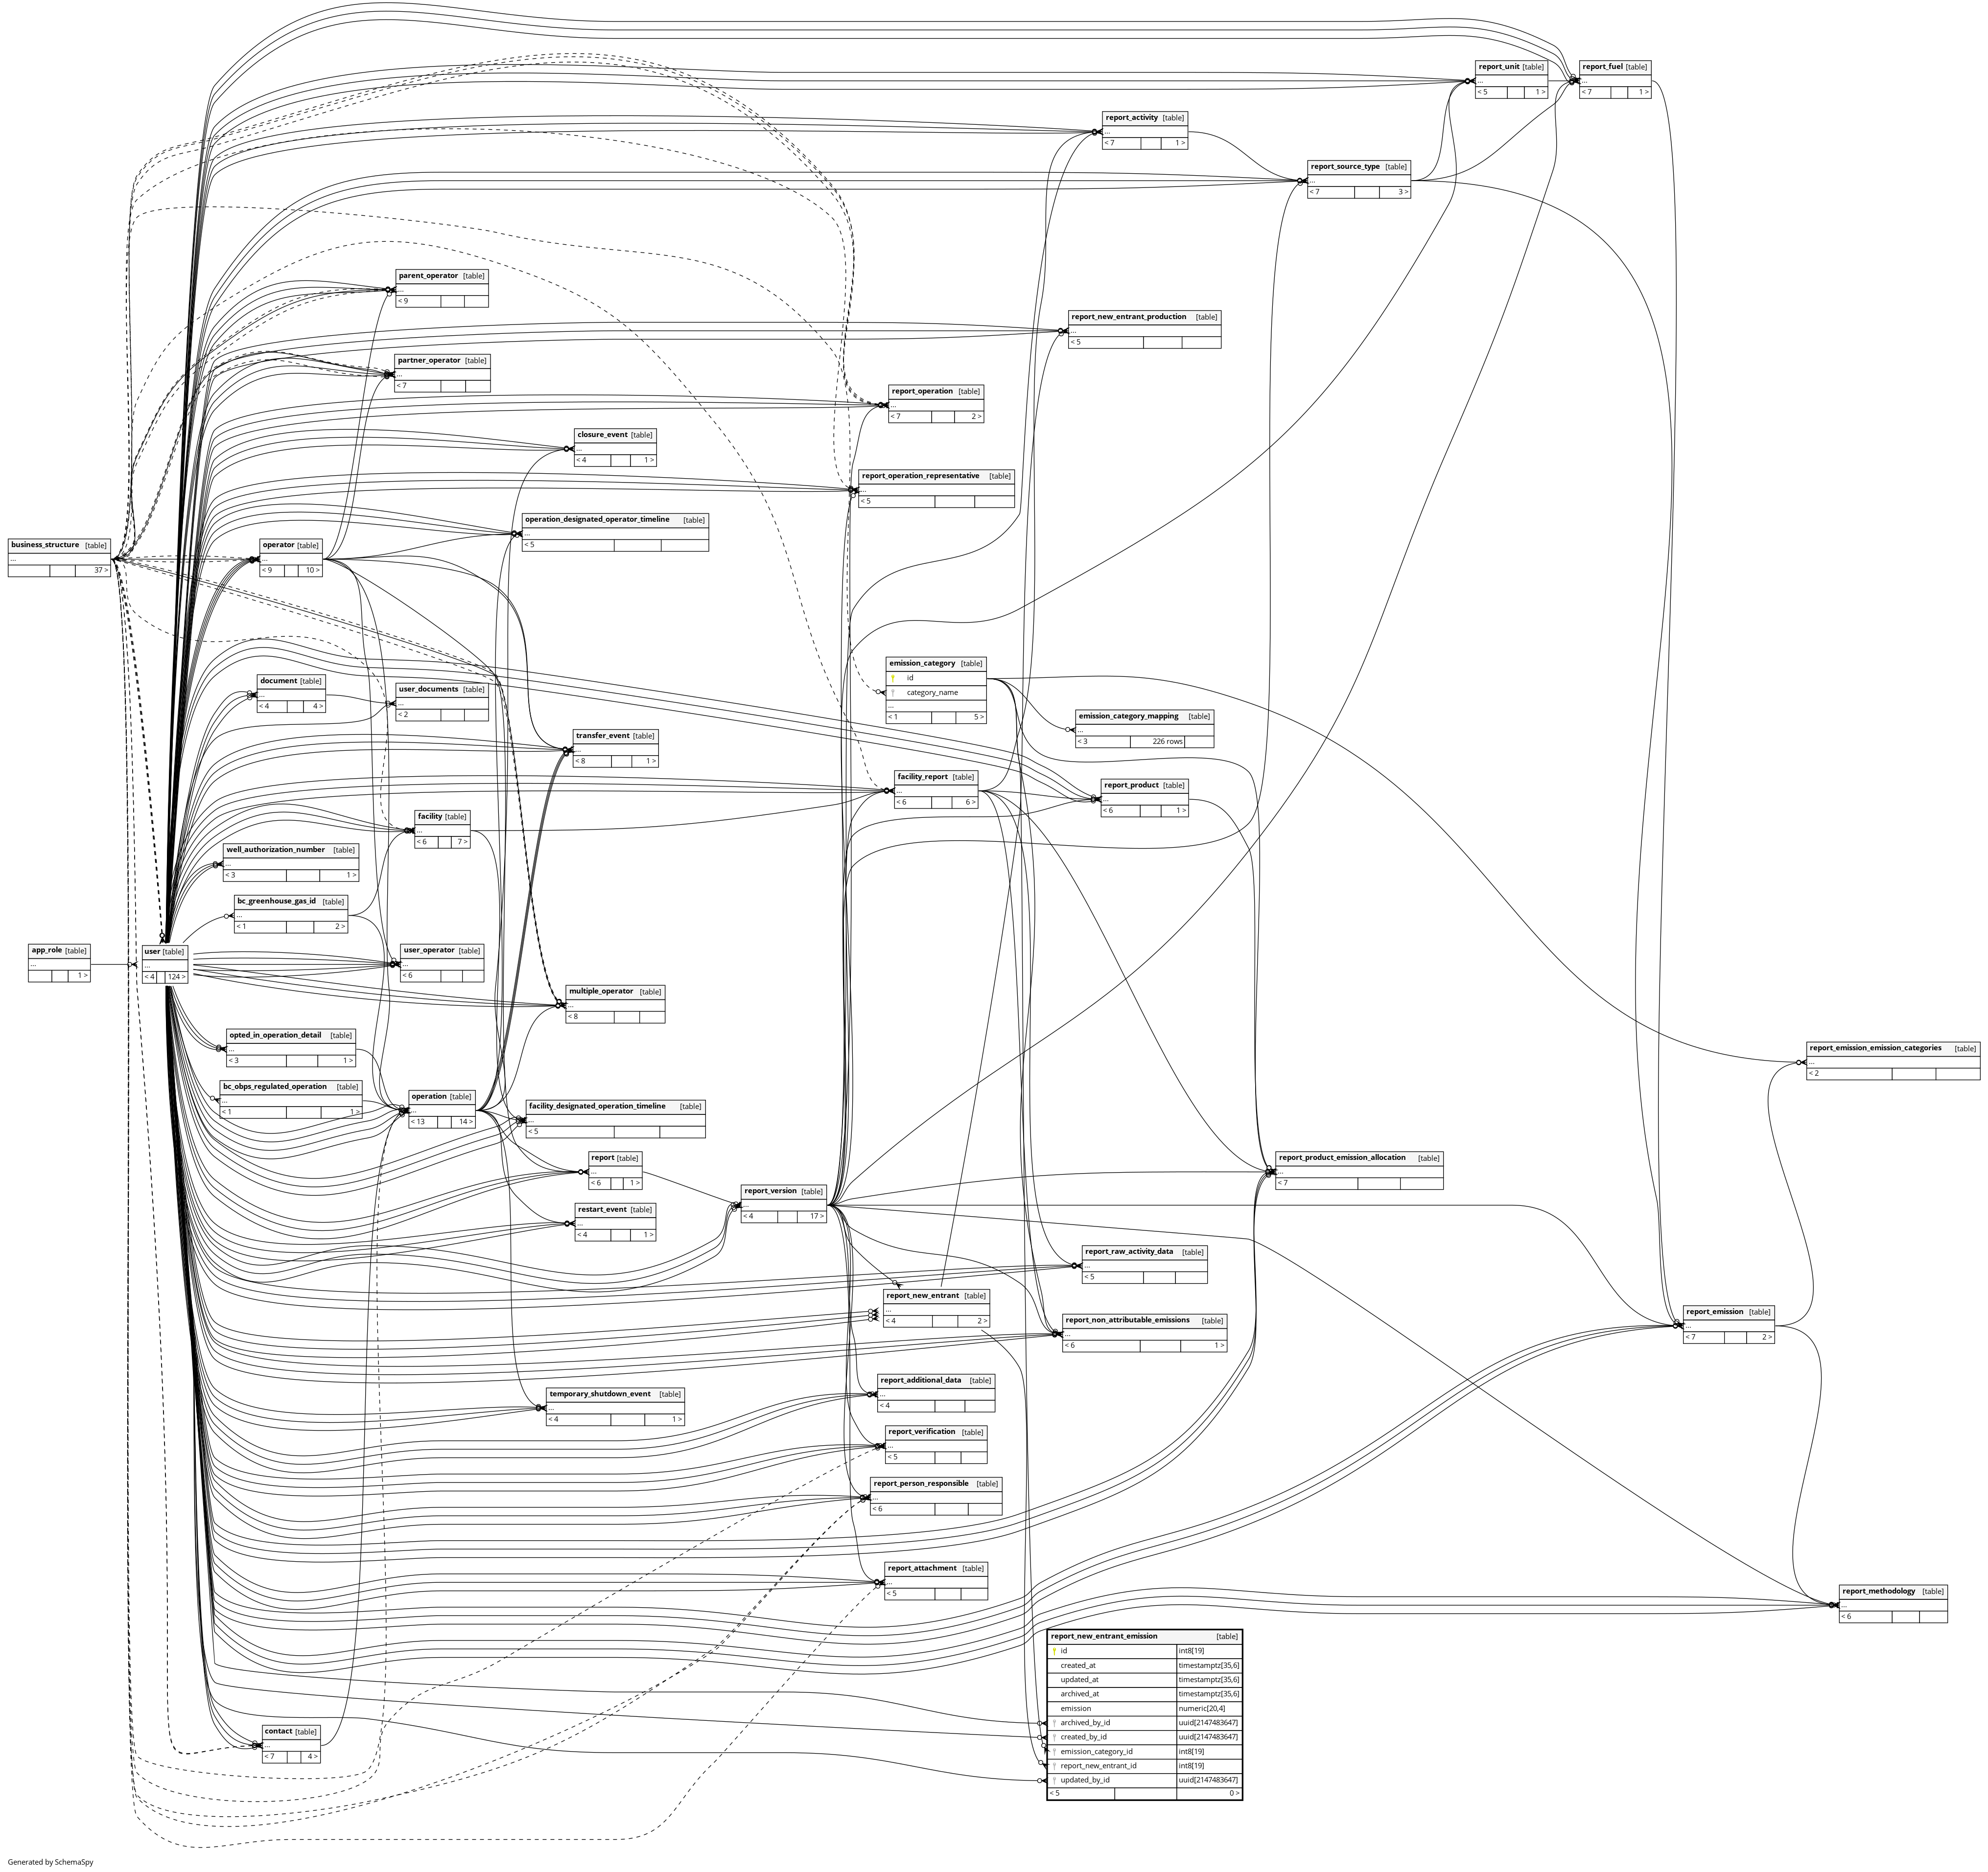 report_unit [table]
...
< 5 1 >
report_fuel [table]
...
< 7 1 >
report_activity [table]
...
< 7 1 >
report_source_type [table]
...
< 7 3 >
parent_operator [table]
...
< 9
report_new_entrant_production [table]
...
< 5
partner_operator [table]
...
< 7
report_operation [table]
...
< 7 2 >
closure_event [table]
...
< 4 1 >
report_operation_representative [table]
...
< 5
operation_designated_operator_timeline [table]
...
< 5
business_structure [table]
...
37 >
operator [table]
...
< 9 10 >
emission_category [table]
id
category_name
...
< 1 5 >
document [table]
...
< 4 4 >
user_documents [table]
...
< 2
emission_category_mapping [table]
...
< 3 226 rows
transfer_event [table]
...
< 8 1 >
facility_report [table]
...
< 6 6 >
report_product [table]
...
< 6 1 >
facility [table]
...
< 6 7 >
well_authorization_number [table]
...
< 3 1 >
bc_greenhouse_gas_id [table]
...
< 1 2 >
app_role [table]
...
1 >
user [table]
...
< 4 124 >
user_operator [table]
...
< 6
multiple_operator [table]
...
< 8
opted_in_operation_detail [table]
...
< 3 1 >
report_emission_emission_categories [table]
...
< 2
bc_obps_regulated_operation [table]
...
< 1 1 >
operation [table]
...
< 13 14 >
facility_designated_operation_timeline [table]
...
< 5
report [table]
...
< 6 1 >
report_product_emission_allocation [table]
...
< 7
report_version [table]
...
< 4 17 >
restart_event [table]
...
< 4 1 >
report_raw_activity_data [table]
...
< 5
report_new_entrant [table]
...
< 4 2 >
report_non_attributable_emissions [table]
...
< 6 1 >
report_emission [table]
...
< 7 2 >
temporary_shutdown_event [table]
...
< 4 1 >
report_additional_data [table]
...
< 4
report_verification [table]
...
< 5
report_person_responsible [table]
...
< 6
report_attachment [table]
...
< 5
report_methodology [table]
...
< 6
report_new_entrant_emission [table]
id int8[19]
created_at timestamptz[35,6]
updated_at timestamptz[35,6]
archived_at timestamptz[35,6]
emission numeric[20,4]
archived_by_id uuid[2147483647]
created_by_id uuid[2147483647]
emission_category_id int8[19]
report_new_entrant_id int8[19]
updated_by_id uuid[2147483647]
< 5 0 >
contact [table]
...
< 7 4 >
Generated by SchemaSpy